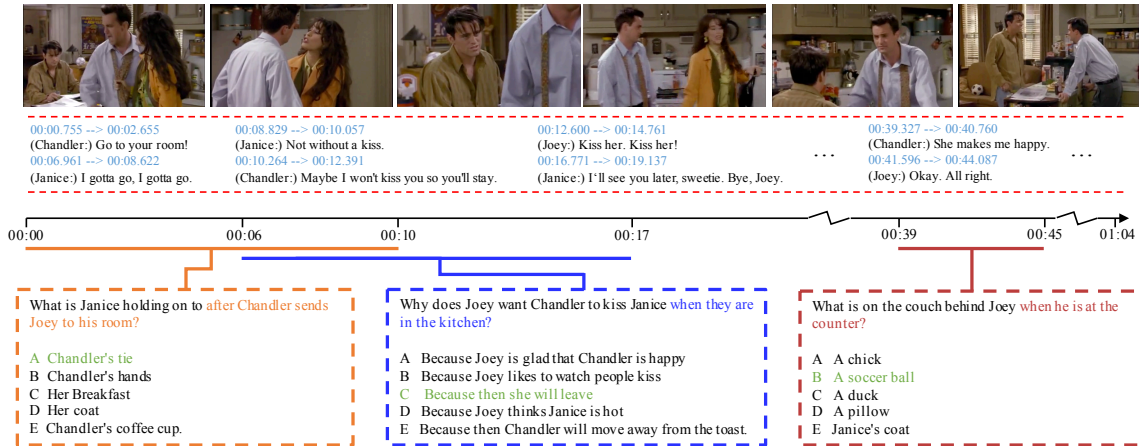 00:00.755 --> 00:02.655
(Chandler:) Go to your room!
00:06.961 --> 00:08.622
(Janice:) I gotta go, I gotta go.
00:08.829 --> 00:10.057
(Janice:) Not without a kiss.
00:10.264 --> 00:12.391
(Chandler:) Maybe I won't kiss you so you'll stay.
00:12.600 --> 00:14.761
(Joey:) Kiss her. Kiss her!
00:16.771 --> 00:19.137
(Janice:) I'll see you later, sweetie. Bye, Joey.
...
00:39.327 --> 00:40.760
(Chandler:) She makes me happy.
00:41.596 --> 00:44.087
(Joey:) Okay. All right.
...
00:00
00:06
00:10
00:17
00:39
00:45
01:04
What is Janice holding on to after Chandler sends
Joey to his room?
A Chandler's tie
B Chandler's hands
C Her Breakfast
D Her coat
E Chandler's coffee cup.
Why does Joey want Chandler to kiss Janice when they are
in the kitchen?
A Because Joey is glad that Chandler is happy
B Because Joey likes to watch people kiss
C Because then she will leave
D Because Joey thinks Janice is hot
E Because then Chandler will move away from the toast.
What is on the couch behind Joey when he is at the
counter?
A A chick
B A soccer ball
C A duck
D A pillow
E Janice's coat